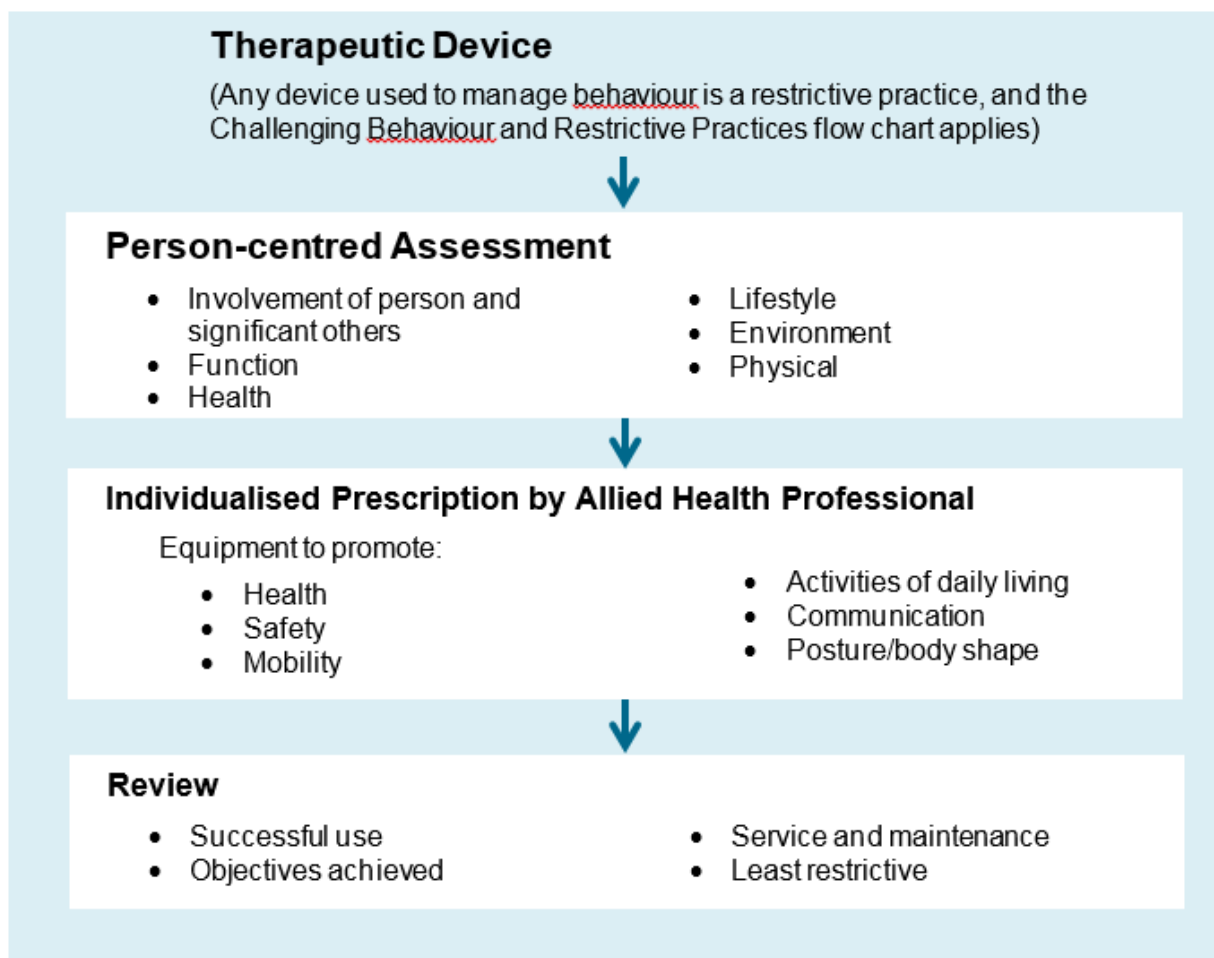 Therapeutic Device
(Any device used to manage behaviour is a restrictive practice, and the
Challenging Behaviour and Restrictive Practices flow chart applies)
Person-centred Assessment
• Involvement of person and
significant others
• Function
• Health
• Lifestyle
• Environment
• Physical
Individualised Prescription by Allied Health Professional
Equipment to promote:
• Health
• Safety
• Mobility
• Activities of daily living
• Communication
• Posture/body shape
Review
• Successful use
• Objectives achieved
• Service and maintenance
• Least restrictive